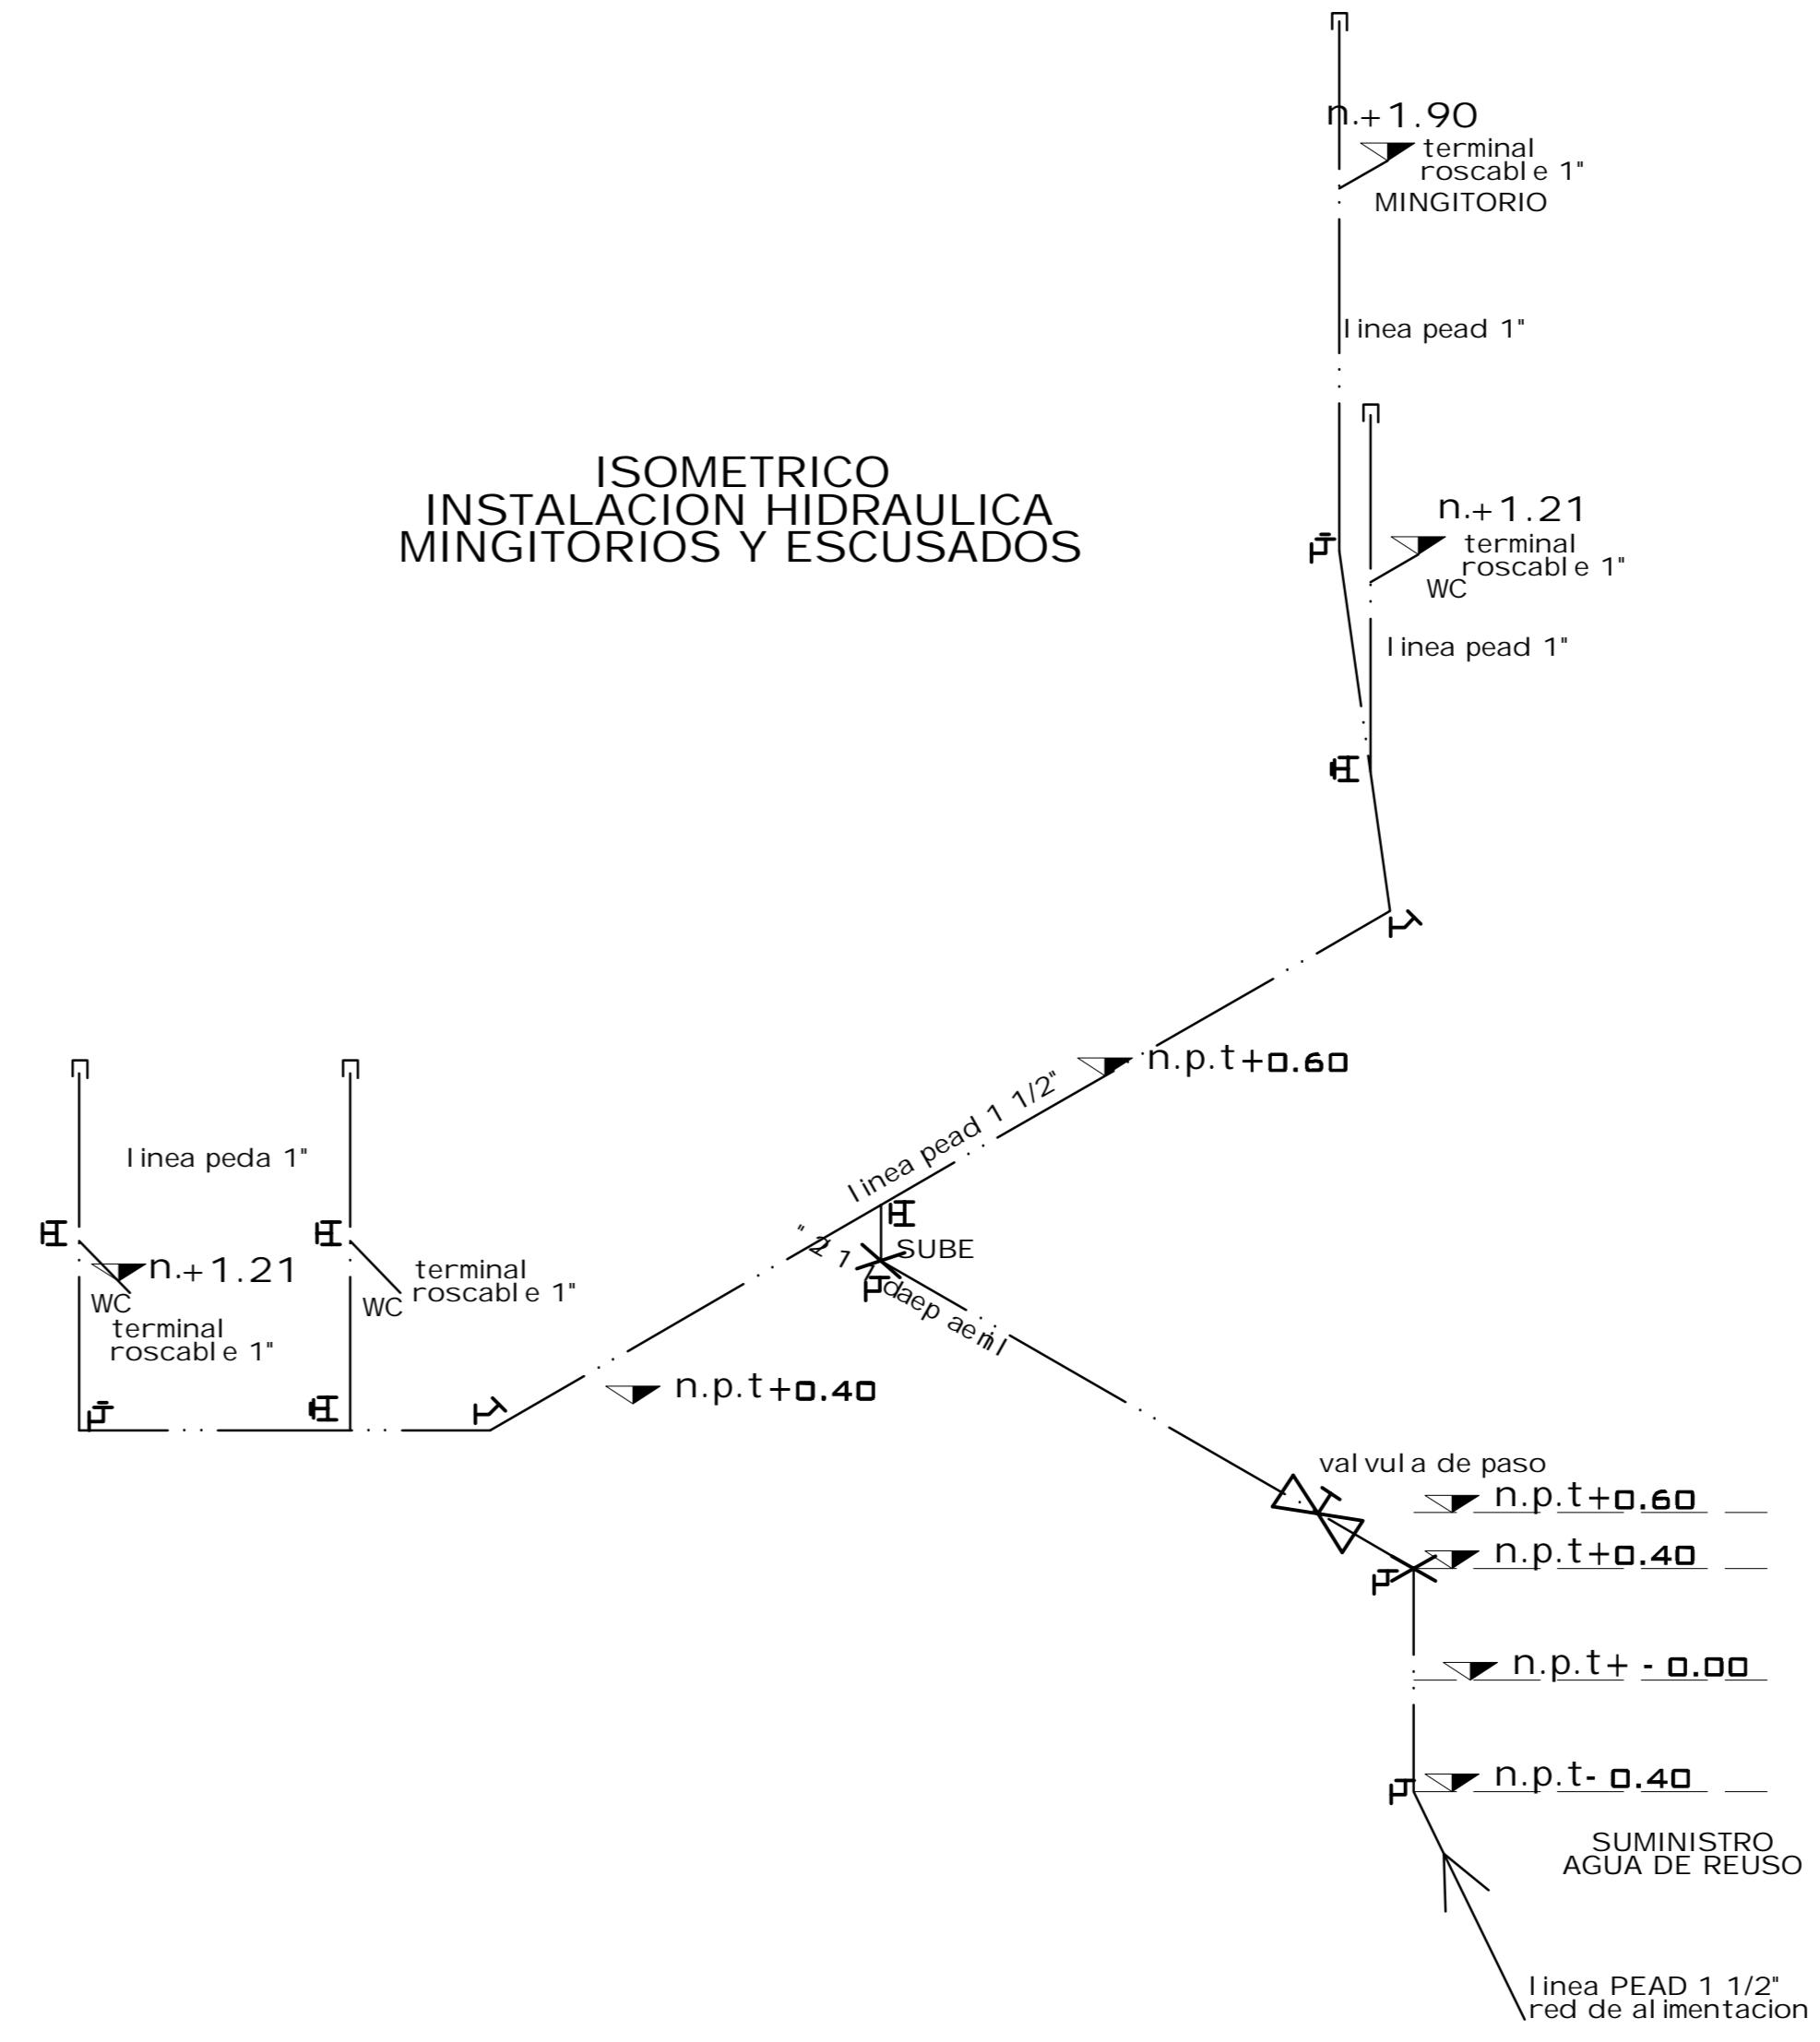 n.+1.90
terminal
roscable 1"
MINGITORIO
linea pead 1"
ISOMETRICO
INSTALACION HIDRAULICA
MINGITORIOS Y ESCUSADOS
n.+1.21
terminal
roscable 1"
WC
linea pead 1"
n.p.t+0.60
linea pead 1 1/2"
linea peda 1"
n.+1.21
WC
terminal
roscable 1"
WC
terminal
roscable 1"
SUBE
n.p.t+0.40
valvula de paso
n.p.t+0.60
n.p.t+0.40
n.p.t+ - 0.00
n.p.t- 0.40
SUMINISTRO
AGUA DE REUSO
linea PEAD 1 1/2"
red de alimentacion